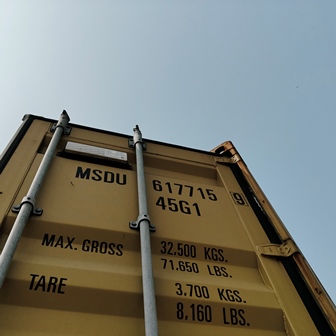 MSDU 617715 9
45G1
MAX. GROSS 32,500 KGS.
71,650 LBS.
TARE 3.700 KGS.
8,160 LBS.